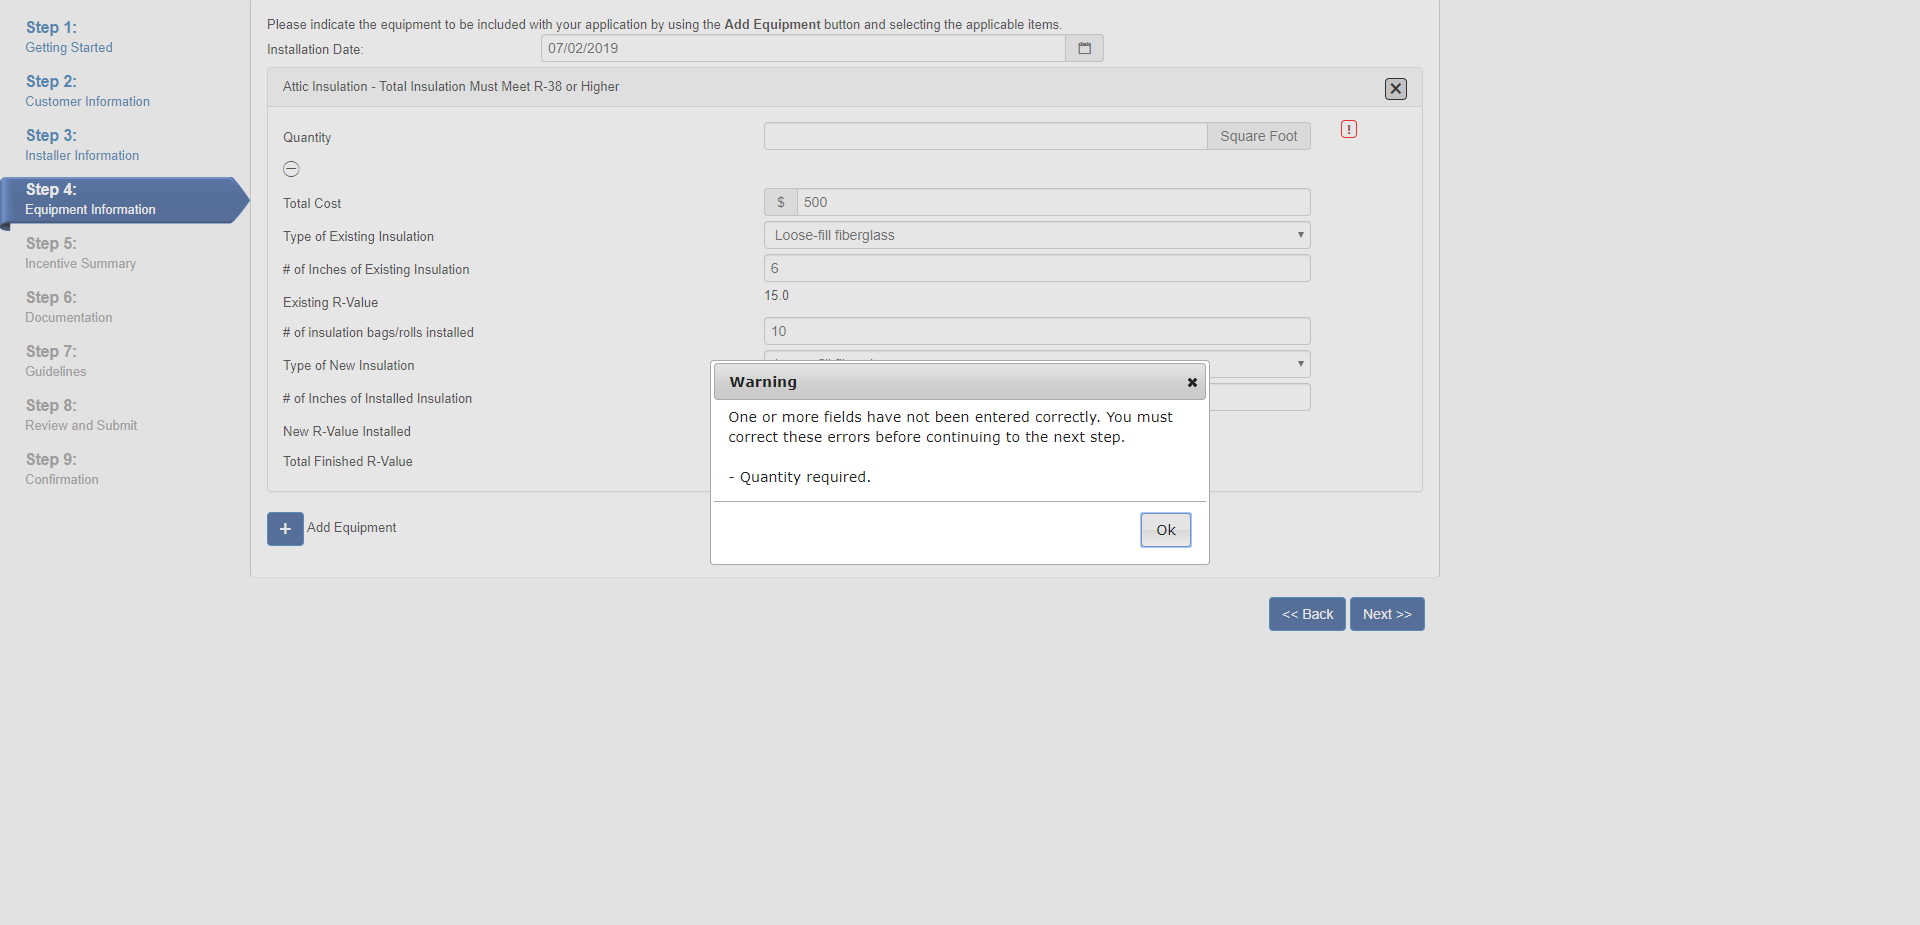 Step 1:
Getting Started
Step 2:
Customer Information
Step 3:
Installer Information
Step 4:
Equipment Information
Step 5:
Incentive Summary
Step 6:
Documentation
Step 7:
Guidelines
Step 8:
Review and Submit
Step 9:
Confirmation
Please indicate the equipment to be included with your application by using the Add Equipment button and selecting the applicable items.
Installation Date: 07/02/2019
Attic Insulation - Total Insulation Must Meet R-38 or Higher
Quantity Square Foot
Total Cost $ 500
Type of Existing Insulation Loose-fill fiberglass
# of Inches of Existing Insulation 6
Existing R-Value 15.0
# of insulation bags/rolls installed 10
Type of New Insulation
# of Inches of Installed Insulation
New R-Value Installed
Total Finished R-Value
+ Add Equipment
Warning
One or more fields have not been entered correctly. You must
correct these errors before continuing to the next step.
- Quantity required.
Ok
<< Back Next >>